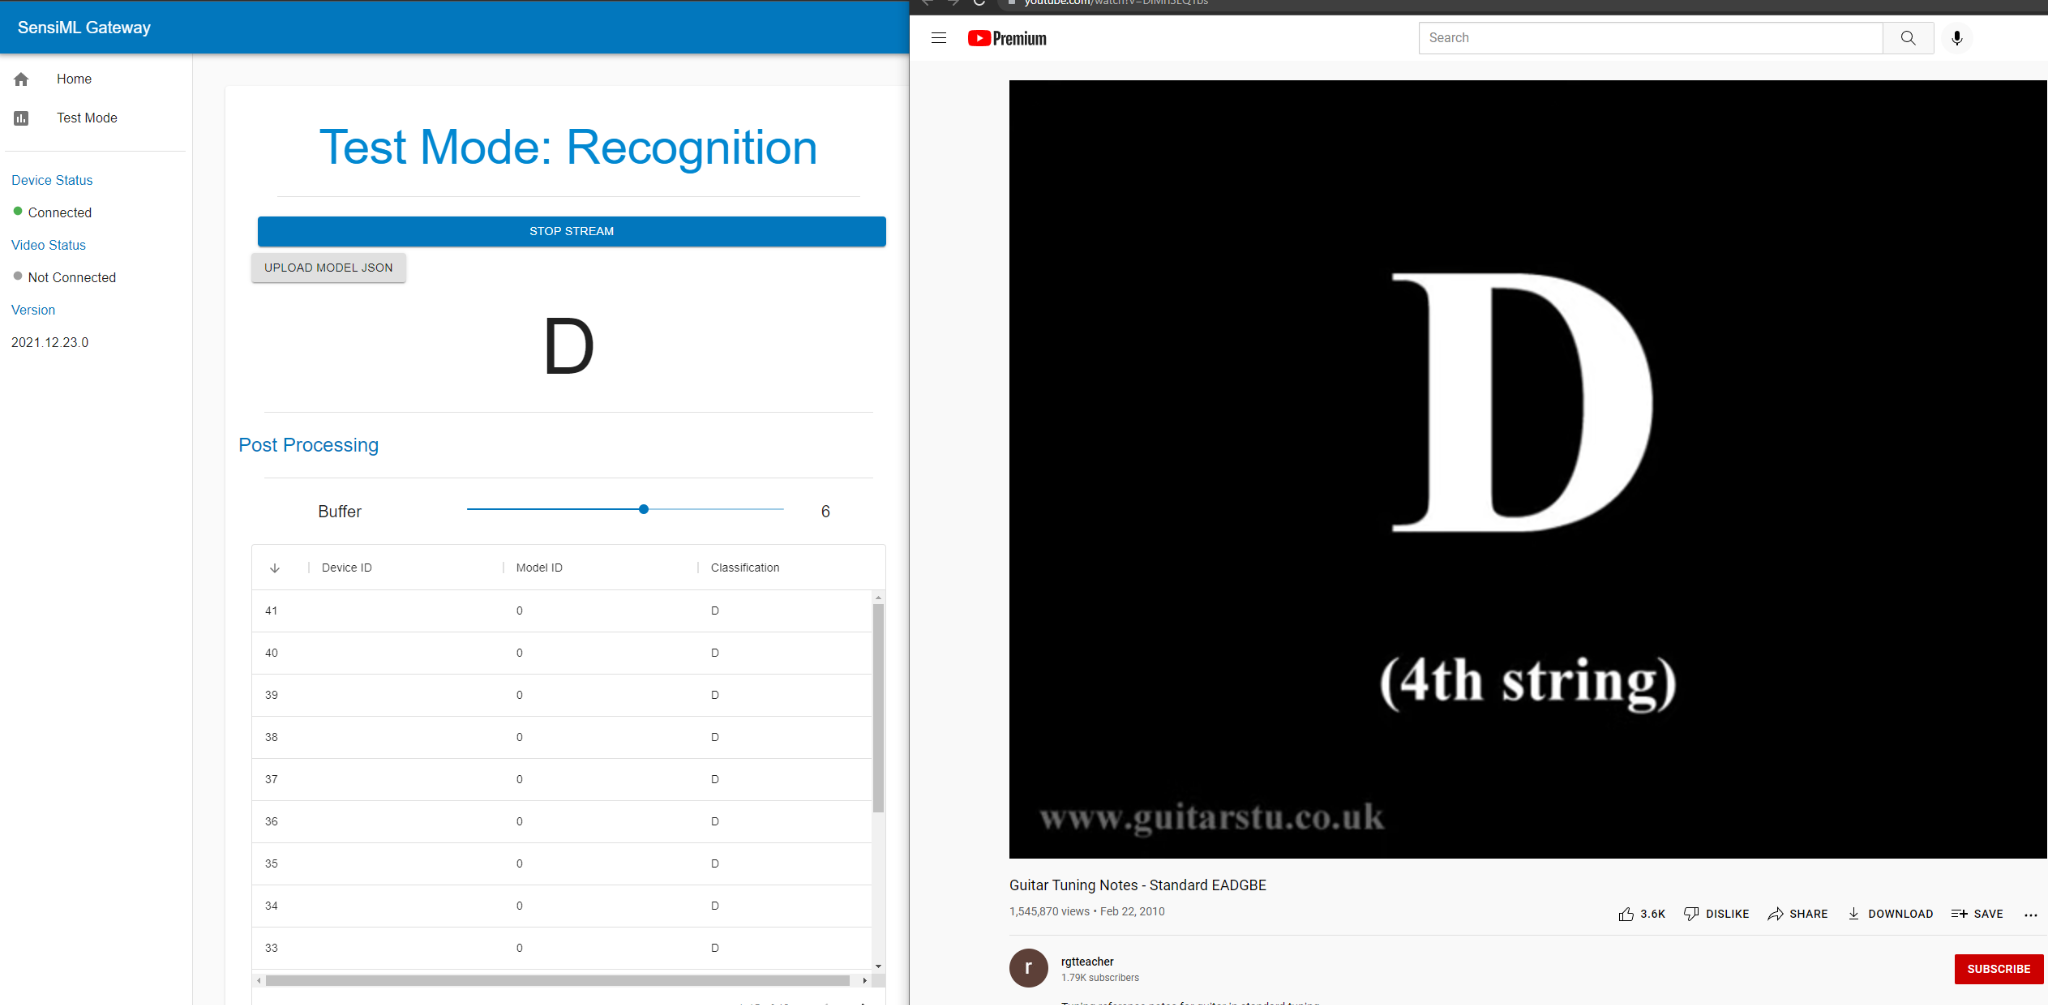 SensiML Gateway
Home
Test Mode
Device Status
Connected
Video Status
Not Connected
Version
2021.12.23.0
Test Mode: Recognition
STOP STREAM
UPLOAD MODEL JSON
D
Post Processing
Buffer 6
Device ID Model ID Classification
41 0 D
40 0 D
39 0 D
38 0 D
37 0 D
36 0 D
35 0 D
34 0 D
33 0 D
Premium
Search
D
(4th string)
www.guitarstu.co.uk
Guitar Tuning Notes - Standard EADGBE
1,545,870 views • Feb 22, 2010
3.6K DISLIKE SHARE DOWNLOAD SAVE
r
rgtteacher
1.79K subscribers
SUBSCRIBE